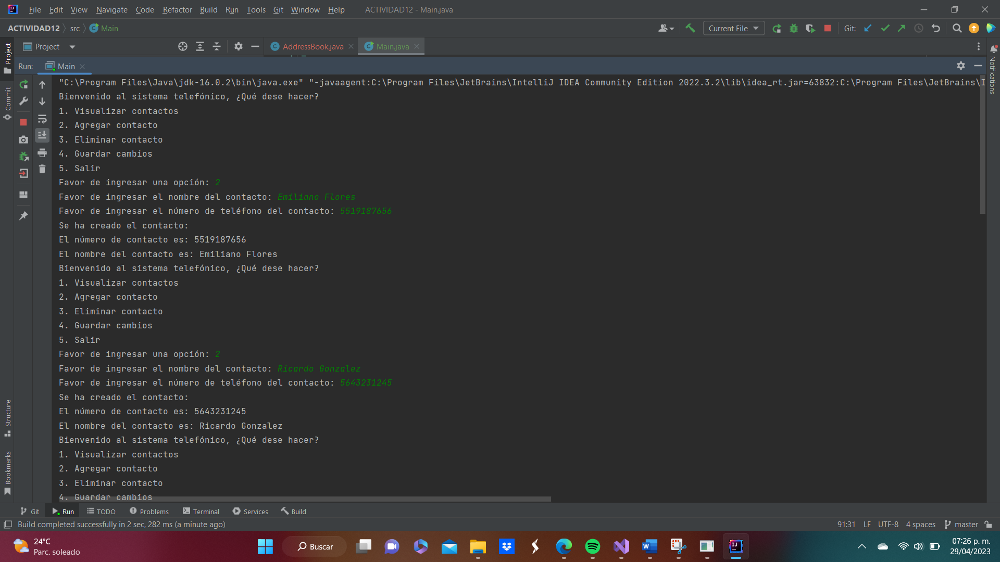 File Edit View Navigate Code Refactor Build Run Tools Git Window Help ACTIVIDAD12 - Main.java
ACTIVIDAD12 src Main Current File Git:
Project AddressBook.java Main.java
Run: Main
"C:\Program Files\Java\jdk-16.0.2\bin\java.exe" "-javaagent:C:\Program Files\JetBrains\IntelliJ IDEA Community Edition 2022.3.2\lib\idea_rt.jar=63832:C:\Program Files\JetBrains\I
Bienvenido al sistema telefónico, ¿Qué dese hacer?
1. Visualizar contactos
2. Agregar contacto
3. Eliminar contacto
4. Guardar cambios
5. Salir
Favor de ingresar una opción: 2
Favor de ingresar el nombre del contacto: Emiliano Flores
Favor de ingresar el número de teléfono del contacto: 5519187656
Se ha creado el contacto:
El número de contacto es: 5519187656
El nombre del contacto es: Emiliano Flores
Bienvenido al sistema telefónico, ¿Qué dese hacer?
1. Visualizar contactos
2. Agregar contacto
3. Eliminar contacto
4. Guardar cambios
5. Salir
Favor de ingresar una opción: 2
Favor de ingresar el nombre del contacto: Ricardo Gonzalez
Favor de ingresar el número de teléfono del contacto: 5643231245
Se ha creado el contacto:
El número de contacto es: 5643231245
El nombre del contacto es: Ricardo Gonzalez
Bienvenido al sistema telefónico, ¿Qué dese hacer?
1. Visualizar contactos
2. Agregar contacto
3. Eliminar contacto
4. Guardar cambios
Project
Commit
Structure
Bookmarks
Notifications
Git Run TODO Problems Terminal Services Build
Build completed successfully in 2 sec, 282 ms (a minute ago) 91:31 LF UTF-8 4 spaces master
24°C
Parc. soleado
Buscar
07:26 p. m.
29/04/2023